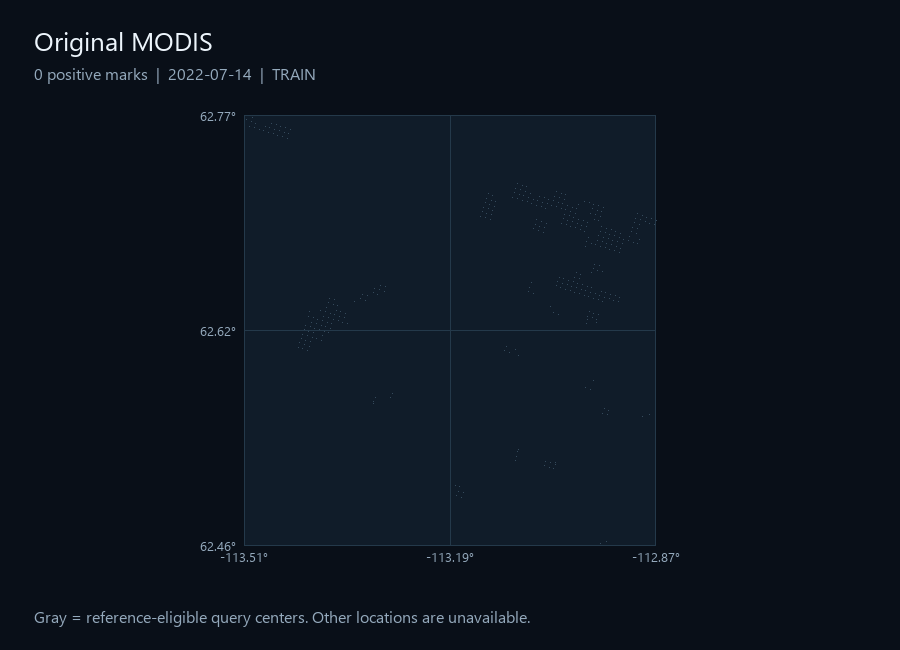 Original MODIS
0 positive marks | 2022-07-14 | TRAIN
62.77°
62.62°
62.46°
-113.51° -113.19° -112.87°
Gray = reference-eligible query centers. Other locations are unavailable.